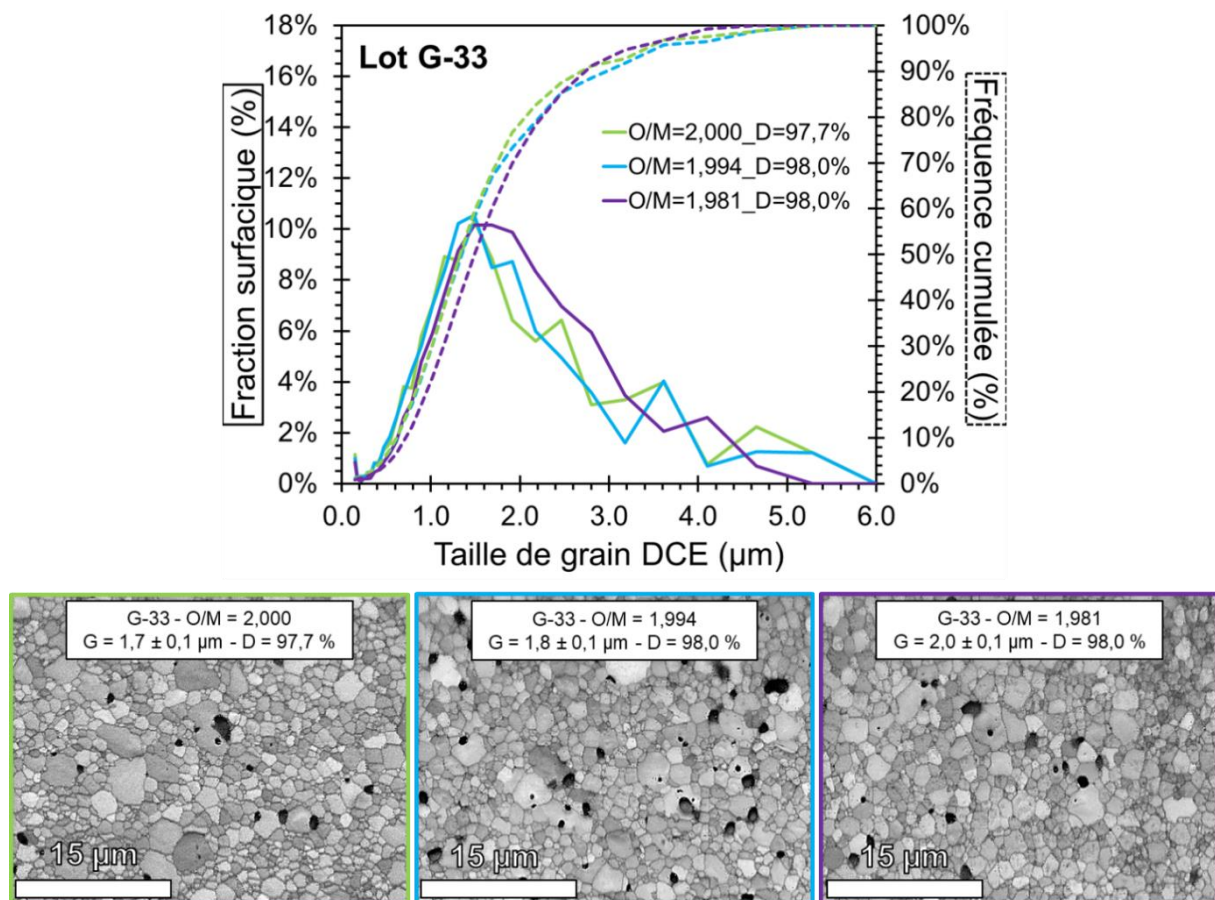 Lot G-33
Fraction surfacique (%)
18%
16%
14%
12%
10%
8%
6%
4%
2%
0%
O/M=2,000_D=97,7%
O/M=1,994_D=98,0%
O/M=1,981_D=98,0%
100%
90%
80%
70%
60%
50%
40%
30%
20%
10%
0%
Fréquence cumulée (%)
0.0 1.0 2.0 3.0 4.0 5.0 6.0
Taille de grain DCE (µm)
G-33 - O/M = 2,000
G = 1,7 ± 0,1 µm - D = 97,7 %
15 µm
G-33 - O/M = 1,994
G = 1,8 ± 0,1 µm - D = 98,0 %
15 µm
G-33 - O/M = 1,981
G = 2,0 ± 0,1 µm - D = 98,0 %
15 µm